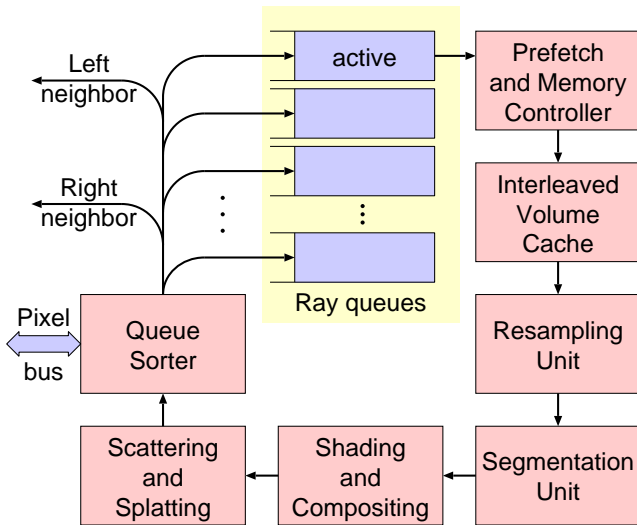 Left
neighbor
active
Prefetch
and Memory
Controller
Right
neighbor
Interleaved
Volume
Cache
Ray queues
Pixel
bus
Queue
Sorter
Resampling
Unit
Scattering
and
Splatting
Shading
and
Compositing
Segmentation
Unit